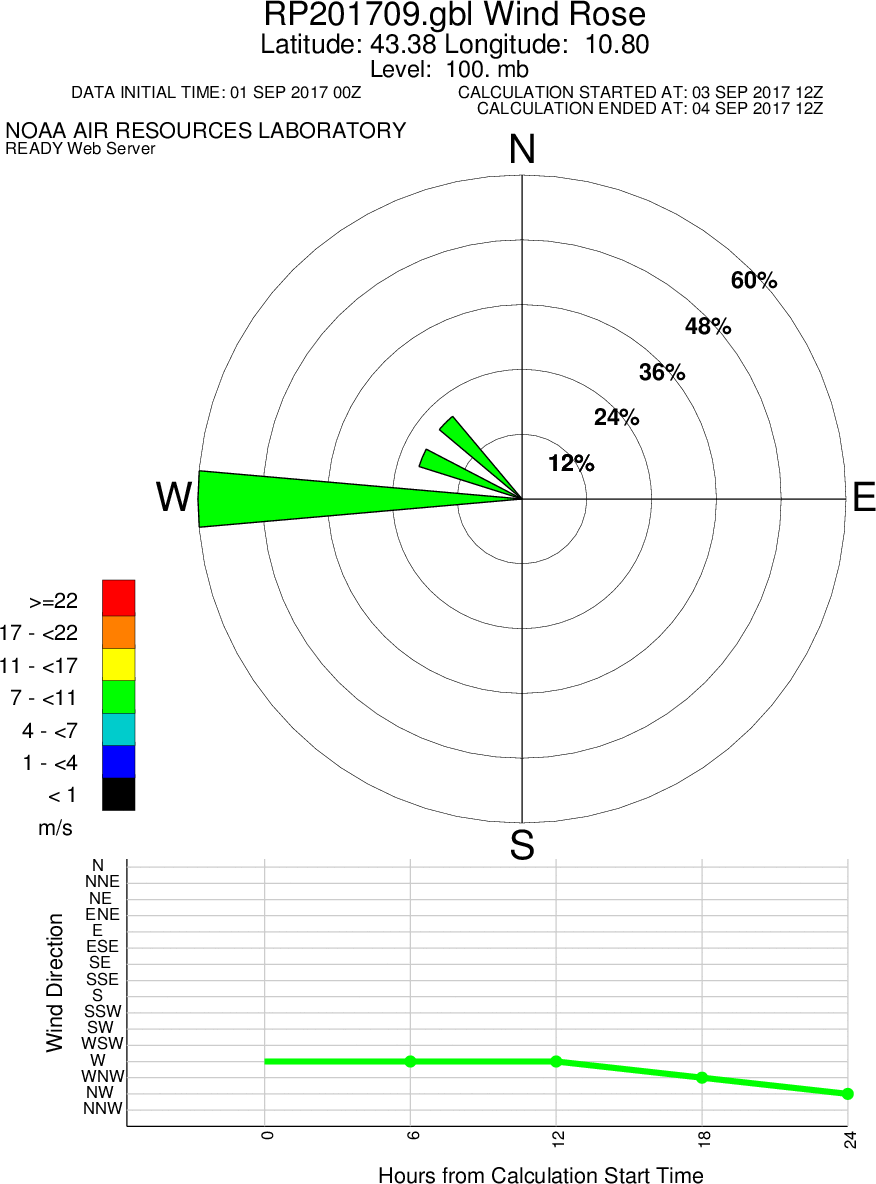 RP201709.gbl Wind Rose
Latitude: 43.38 Longitude: 10.80
Level: 100. mb
DATA INITIAL TIME: 01 SEP 2017 00Z
CALCULATION STARTED AT: 03 SEP 2017 12Z
CALCULATION ENDED AT: 04 SEP 2017 12Z
NOAA AIR RESOURCES LABORATORY
READY Web Server
N
60%
48%
36%
24%
12%
W
E
S
>=22
17 - <22
11 - <17
7 - <11
4 - <7
1 - <4
< 1
m/s
Wind Direction
N
NNE
NE
ENE
E
ESE
SE
SSE
S
SSW
SW
WSW
W
WNW
NW
NNW
0 6 12 18 24
Hours from Calculation Start Time